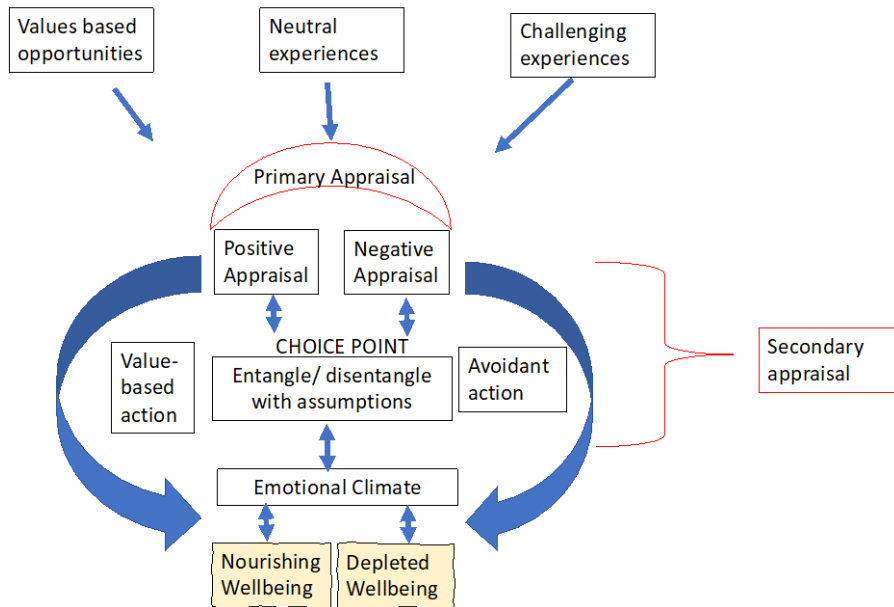 Values based
opportunities
Neutral
experiences
Challenging
experiences
Primary Appraisal
Positive
Appraisal
Negative
Appraisal
CHOICE POINT
Value-
based
action
Entangle/ disentangle
with assumptions
Avoidant
action
Secondary
appraisal
Emotional Climate
Nourishing
Wellbeing
Depleted
Wellbeing